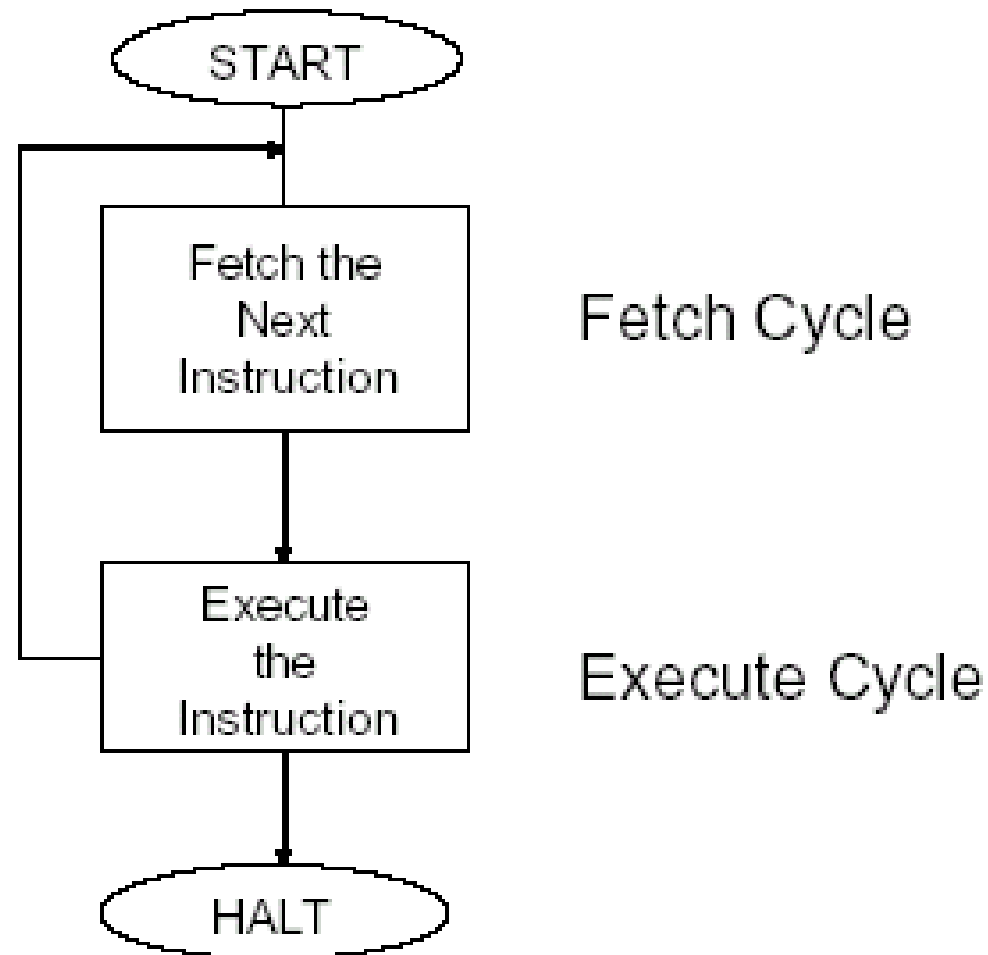 START
Fetch the
Next
Instruction
Fetch Cycle
Execute
the
Instruction
Execute Cycle
HALT